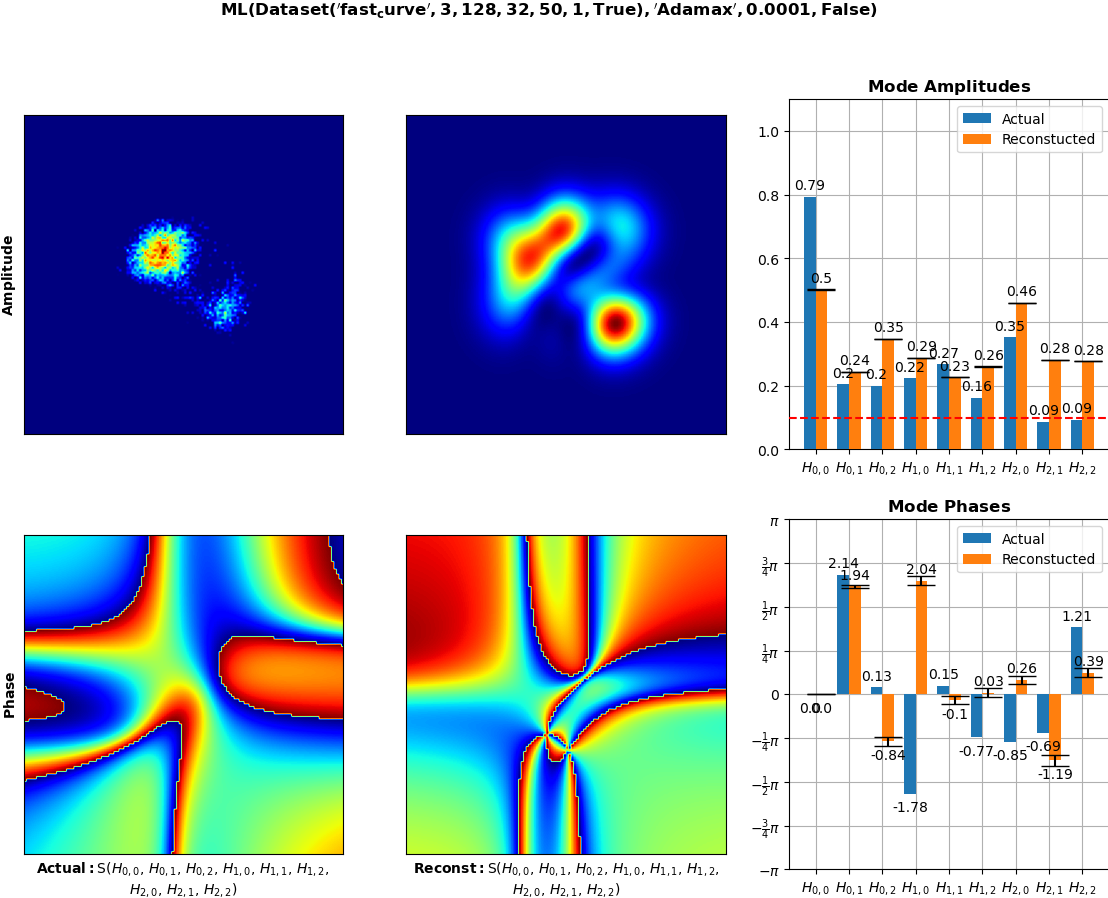 ML(Dataset('fast_curve', 3, 128, 32, 50, 1, True), 'Adamax', 0.0001, False)
Amplitude
Mode Amplitudes
Actual
Reconstucted
1.0
0.8
0.6
0.4
0.2
0.0
0.79
0.5
0.2
0.24
0.2
0.35
0.22
0.29
0.27
0.23
0.16
0.26
0.35
0.46
0.09
0.28
0.09
0.28
H0,0 H0,1 H0,2 H1,0 H1,1 H1,2 H2,0 H2,1 H2,2
Phase
Mode Phases
Actual
Reconstucted
π
3/4π
1/2π
1/4π
0
−1/4π
−1/2π
−3/4π
−π
0.0
0.0
2.14
1.94
0.13
-0.84
-1.78
2.04
0.15
-0.1
-0.77
0.03
-0.85
0.26
-0.69
-1.19
1.21
0.39
H0,0 H0,1 H0,2 H1,0 H1,1 H1,2 H2,0 H2,1 H2,2
Actual: S(H0,0, H0,1, H0,2, H1,0, H1,1, H1,2,
H2,0, H2,1, H2,2)
Reconst: S(H0,0, H0,1, H0,2, H1,0, H1,1, H1,2,
H2,0, H2,1, H2,2)